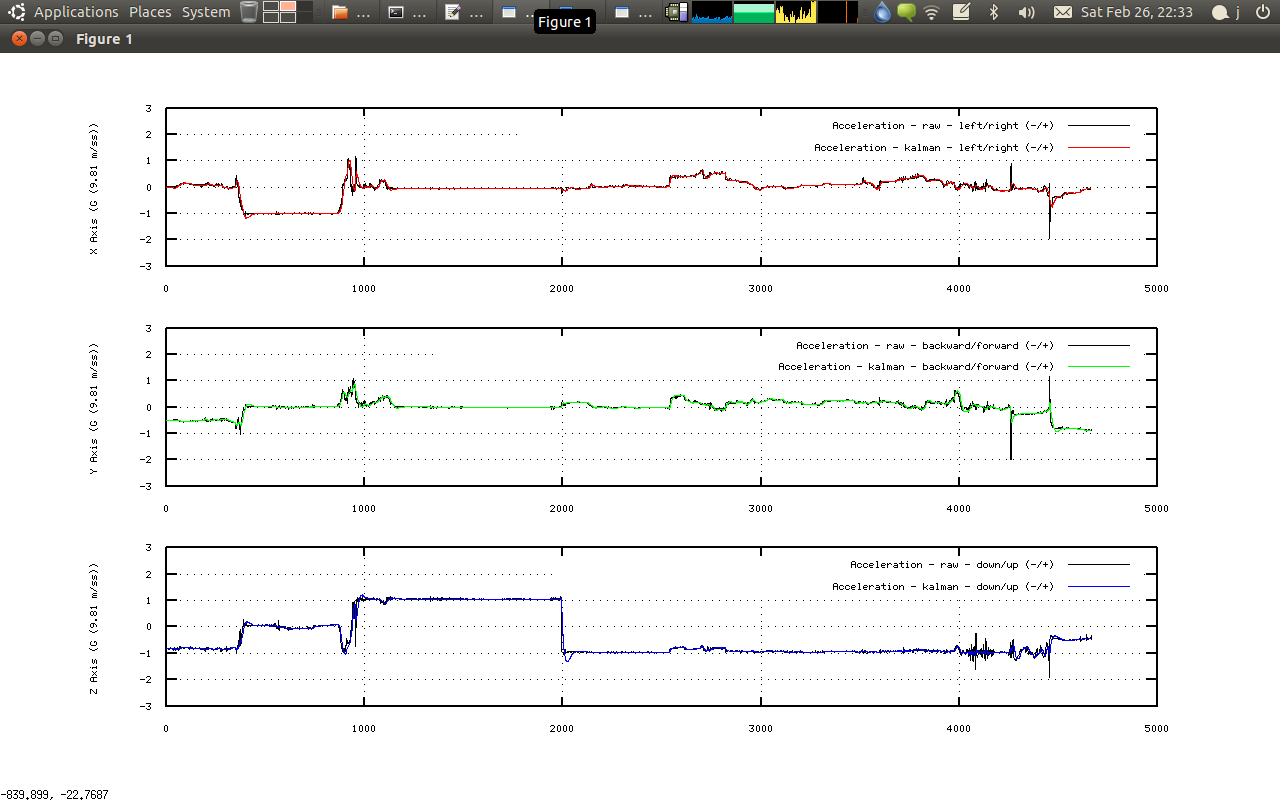 Applications Places System ... ... ... ... ... Sat Feb 26, 22:33 j
Figure 1
Figure 1
3
2
1
0
-1
-2
-3
X Axis (G (9.81 m/ss))
Acceleration - raw - left/right (-/+)
Acceleration - kalman - left/right (-/+)
0 1000 2000 3000 4000 5000
3
2
1
0
-1
-2
-3
Y Axis (G (9.81 m/ss))
Acceleration - raw - backward/forward (-/+)
Acceleration - kalman - backward/forward (-/+)
0 1000 2000 3000 4000 5000
3
2
1
0
-1
-2
-3
Z Axis (G (9.81 m/ss))
Acceleration - raw - down/up (-/+)
Acceleration - kalman - down/up (-/+)
0 1000 2000 3000 4000 5000
-839.899, -22.7687